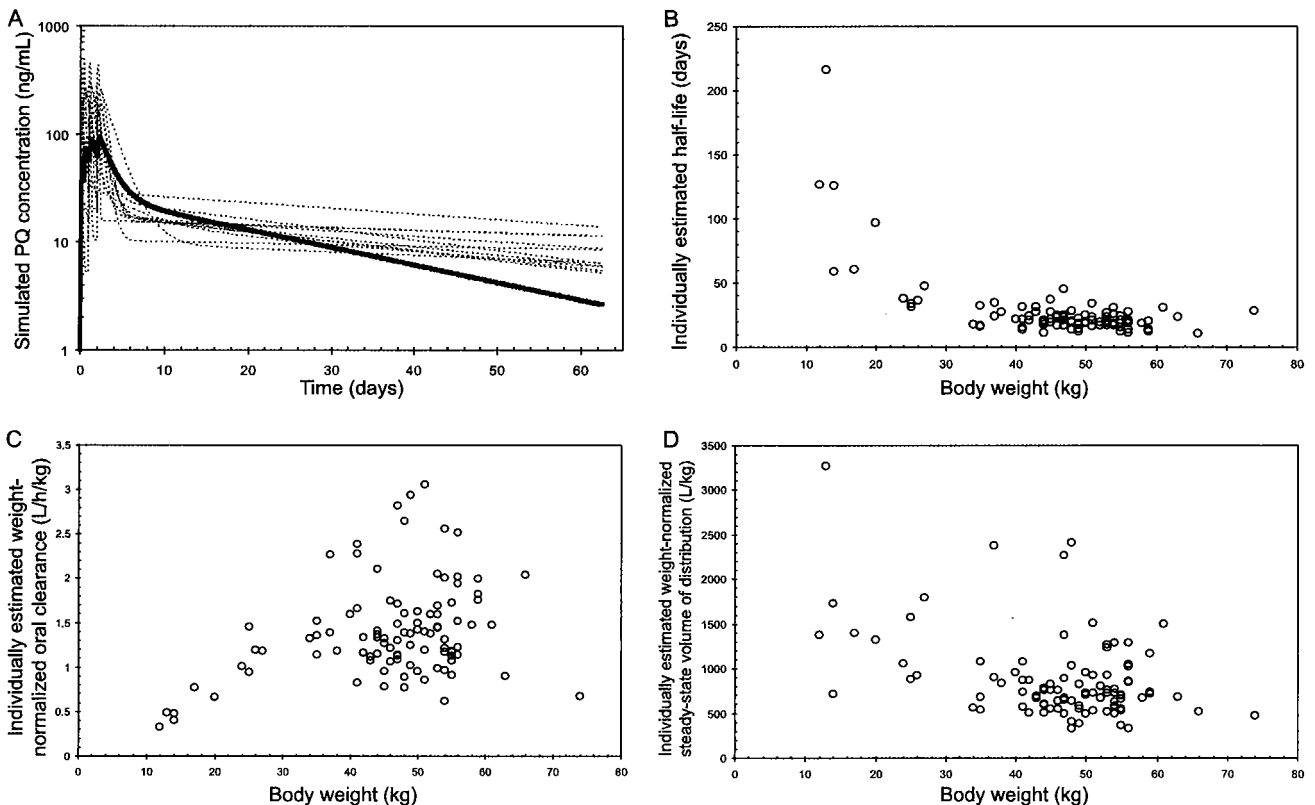 A
Simulated PQ concentration (ng/mL)
1000
100
10
1
0 10 20 30 40 50 60
Time (days)
B
Individually estimated half-life (days)
250
200
150
100
50
0
0 10 20 30 40 50 60 70 80
Body weight (kg)
C
Individually estimated weight-
normalized oral clearance (L/h/kg)
3,5
3
2.5
2
1.5
1
0.5
0
0 10 20 30 40 50 60 70 80
Body weight (kg)
D
Individually estimated weight-normalized
steady-state volume of distribution (L/kg)
3500
3000
2500
2000
1500
1000
500
0
0 10 20 30 40 50 60 70 80
Body weight (kg)